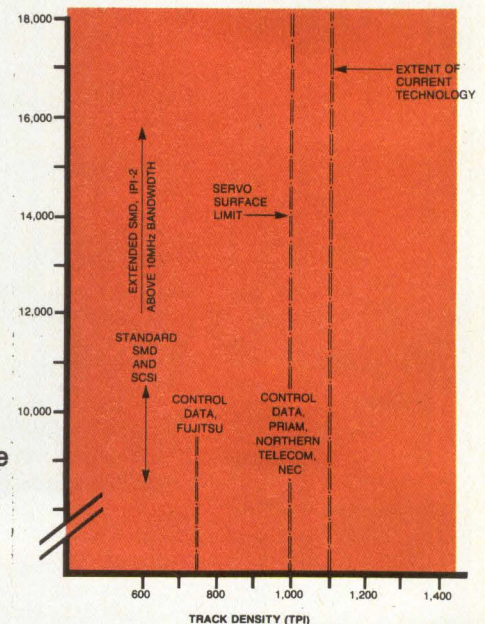 18,000
EXTENT OF
CURRENT
TECHNOLOGY
16,000
EXTENDED SMD, IPI-2
ABOVE 10MHz BANDWIDTH
SERVO
SURFACE
LIMIT
14,000
12,000
STANDARD
SMD
AND
SCSI
10,000
CONTROL
DATA,
FUJITSU
CONTROL
DATA,
PRIAM,
NORTHERN
TELECOM,
NEC
e
600
800
1,000
1,200
1,400
TRACK DENSITY (TPI)